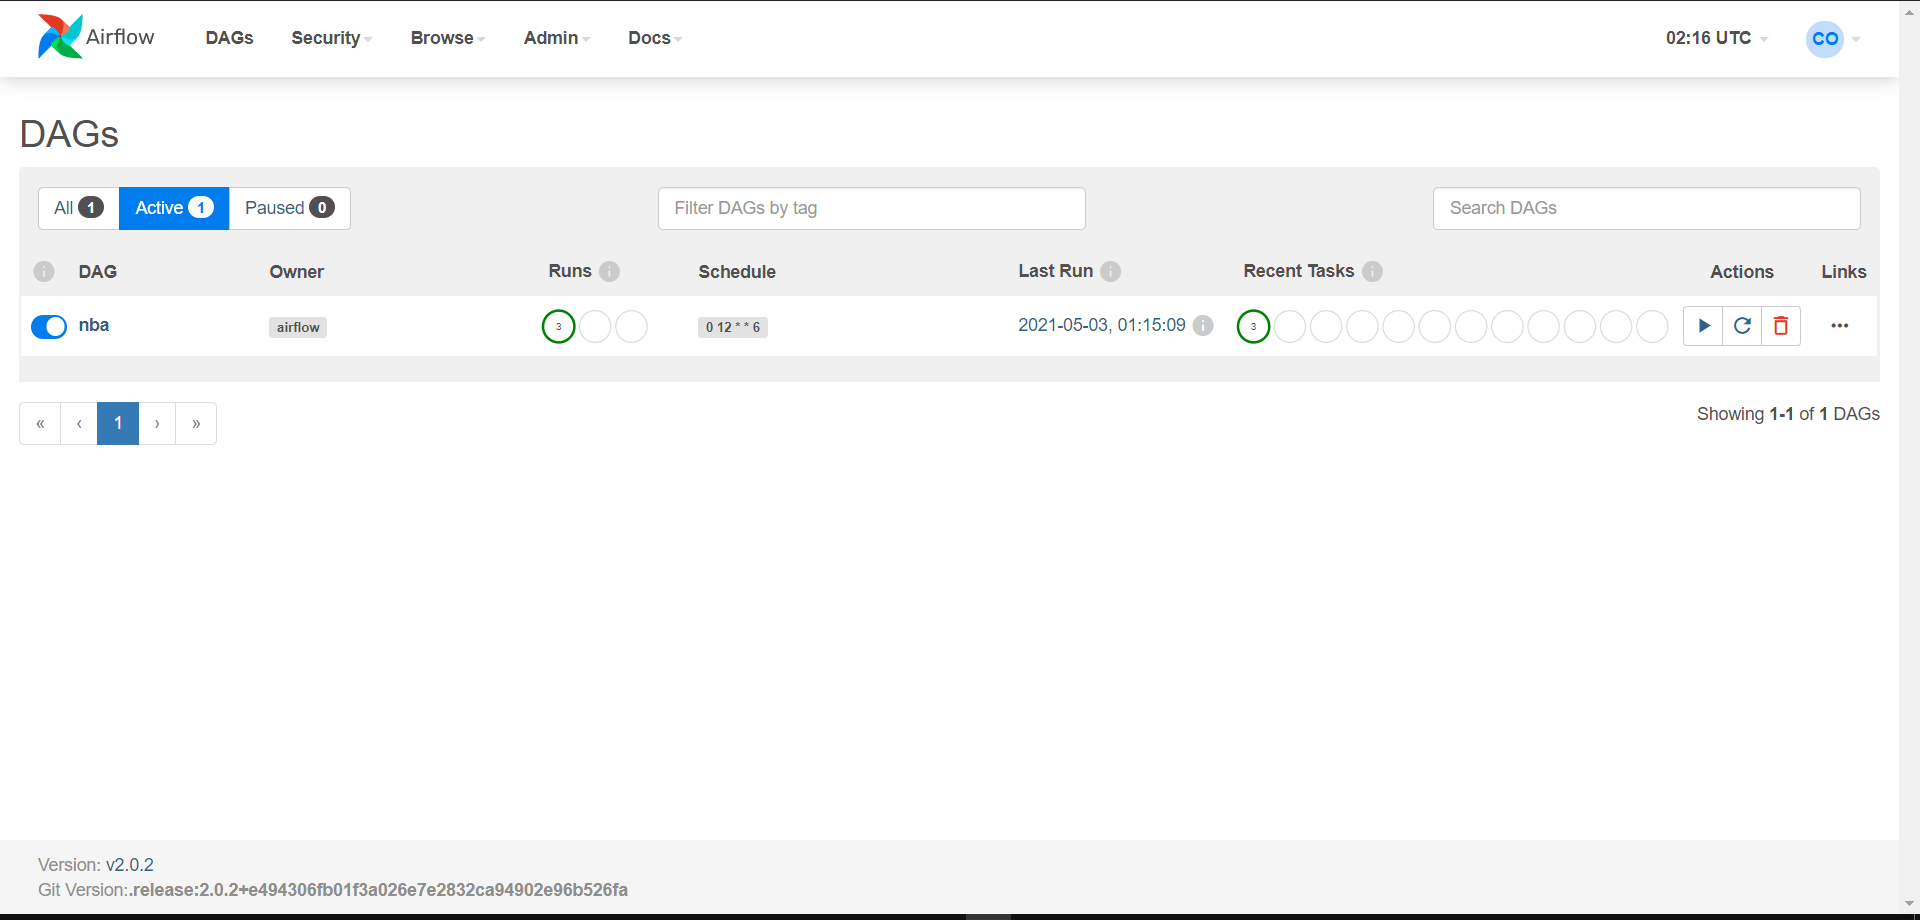 Airflow DAGs Security Browse Admin Docs 02:16 UTC CO
DAGs
All 1 Active 1 Paused 0 Filter DAGs by tag Search DAGs
i DAG Owner Runs i Schedule Last Run i Recent Tasks i Actions Links
nba airflow 3 0 12 * * 6 2021-05-03, 01:15:09 i 3 ...
« ‹ 1 › » Showing 1-1 of 1 DAGs
Version: v2.0.2
Git Version:.release:2.0.2+e494306fb01f3a026e7e2832ca94902e96b526fa